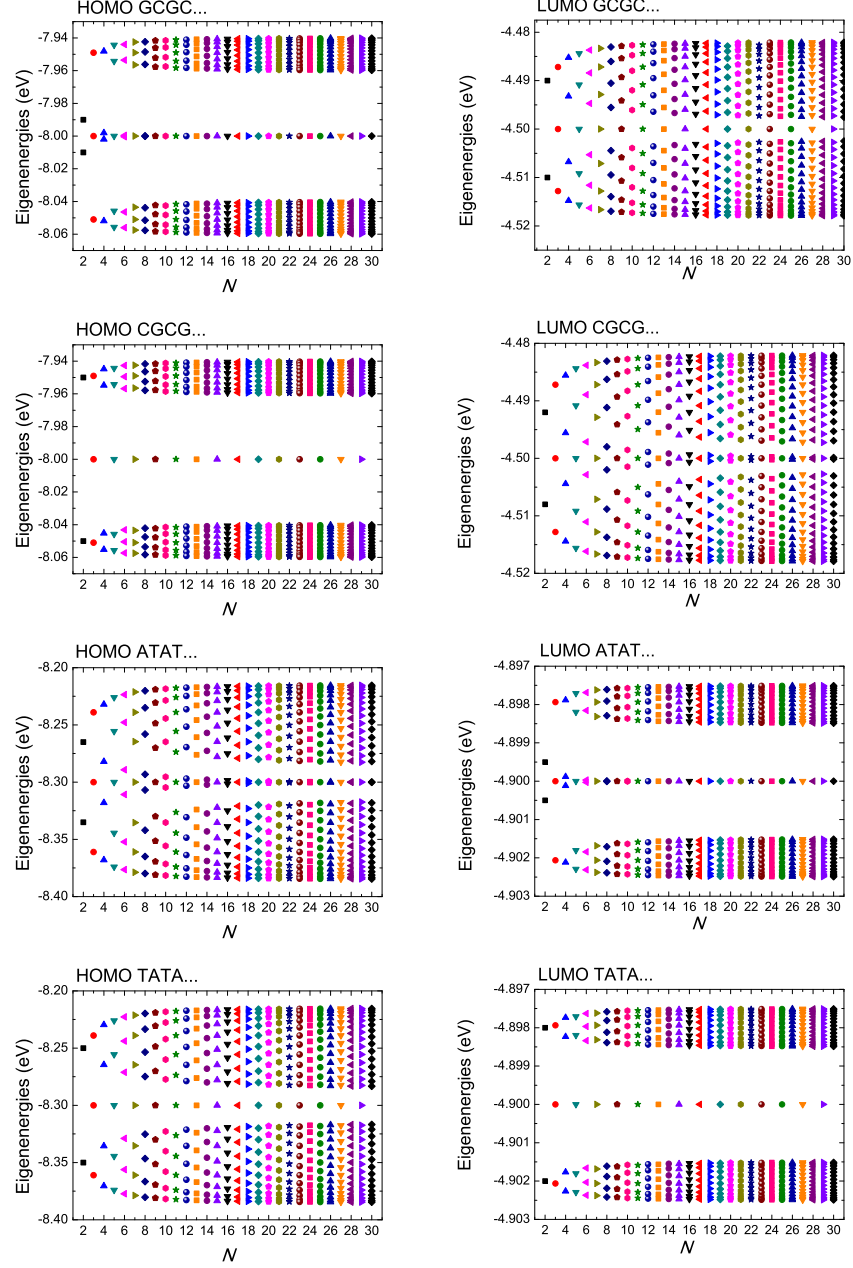 HOMO GCGC...
Eigenenergies (eV)
-7.94
-7.96
-7.98
-8.00
-8.02
-8.04
-8.06
2 4 6 8 10 12 14 16 18 20 22 24 26 28 30
N
LUMO GCGC...
Eigenenergies (eV)
-4.48
-4.49
-4.50
-4.51
-4.52
2 4 6 8 10 12 14 16 18 20 22 24 26 28 30
N
HOMO CGCG...
Eigenenergies (eV)
-7.94
-7.96
-7.98
-8.00
-8.02
-8.04
-8.06
2 4 6 8 10 12 14 16 18 20 22 24 26 28 30
N
LUMO CGCG...
Eigenenergies (eV)
-4.48
-4.49
-4.50
-4.51
-4.52
2 4 6 8 10 12 14 16 18 20 22 24 26 28 30
N
HOMO ATAT...
Eigenenergies (eV)
-8.20
-8.25
-8.30
-8.35
-8.40
2 4 6 8 10 12 14 16 18 20 22 24 26 28 30
N
LUMO ATAT...
Eigenenergies (eV)
-4.897
-4.898
-4.899
-4.900
-4.901
-4.902
-4.903
2 4 6 8 10 12 14 16 18 20 22 24 26 28 30
N
HOMO TATA...
Eigenenergies (eV)
-8.20
-8.25
-8.30
-8.35
-8.40
2 4 6 8 10 12 14 16 18 20 22 24 26 28 30
N
LUMO TATA...
Eigenenergies (eV)
-4.897
-4.898
-4.899
-4.900
-4.901
-4.902
-4.903
2 4 6 8 10 12 14 16 18 20 22 24 26 28 30
N